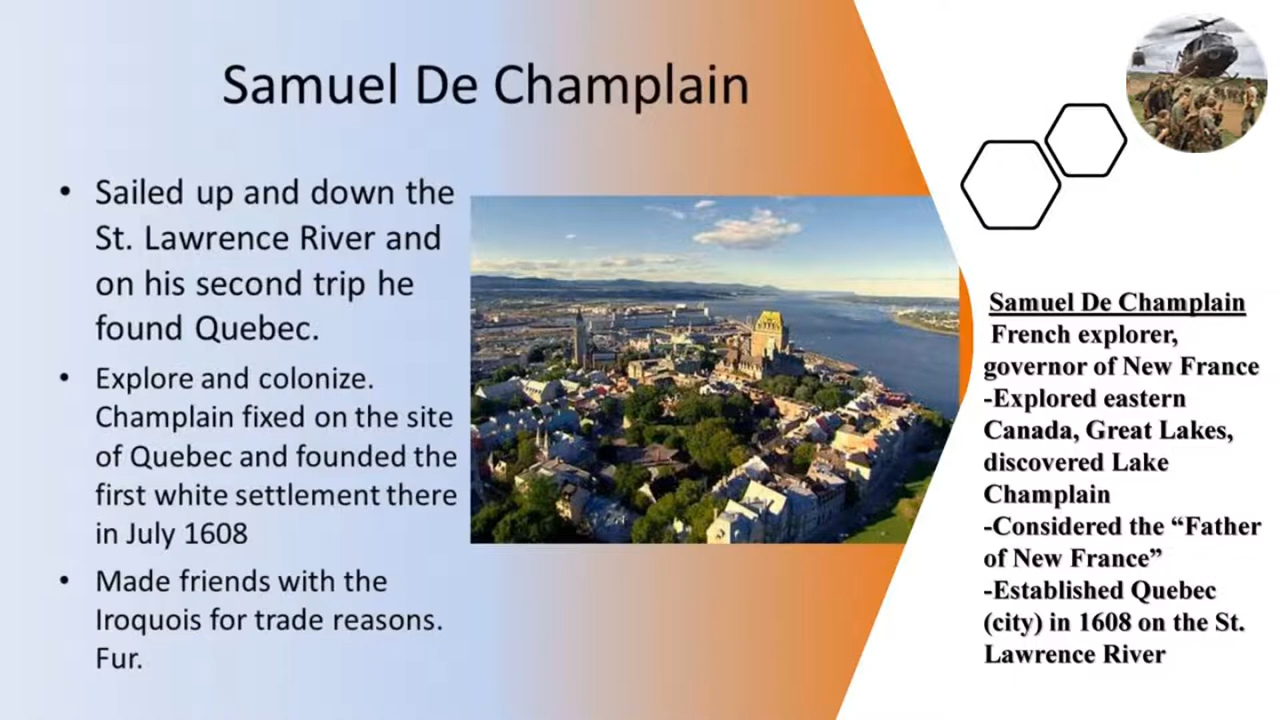 Samuel De Champlain
• Sailed up and down the
St. Lawrence River and
on his second trip he
found Quebec.
• Explore and colonize.
Champlain fixed on the site
of Quebec and founded the
first white settlement there
in July 1608
• Made friends with the
Iroquois for trade reasons.
Fur.
Samuel De Champlain
French explorer,
governor of New France
-Explored eastern
Canada, Great Lakes,
discovered Lake
Champlain
-Considered the “Father
of New France”
-Established Quebec
(city) in 1608 on the St.
Lawrence River